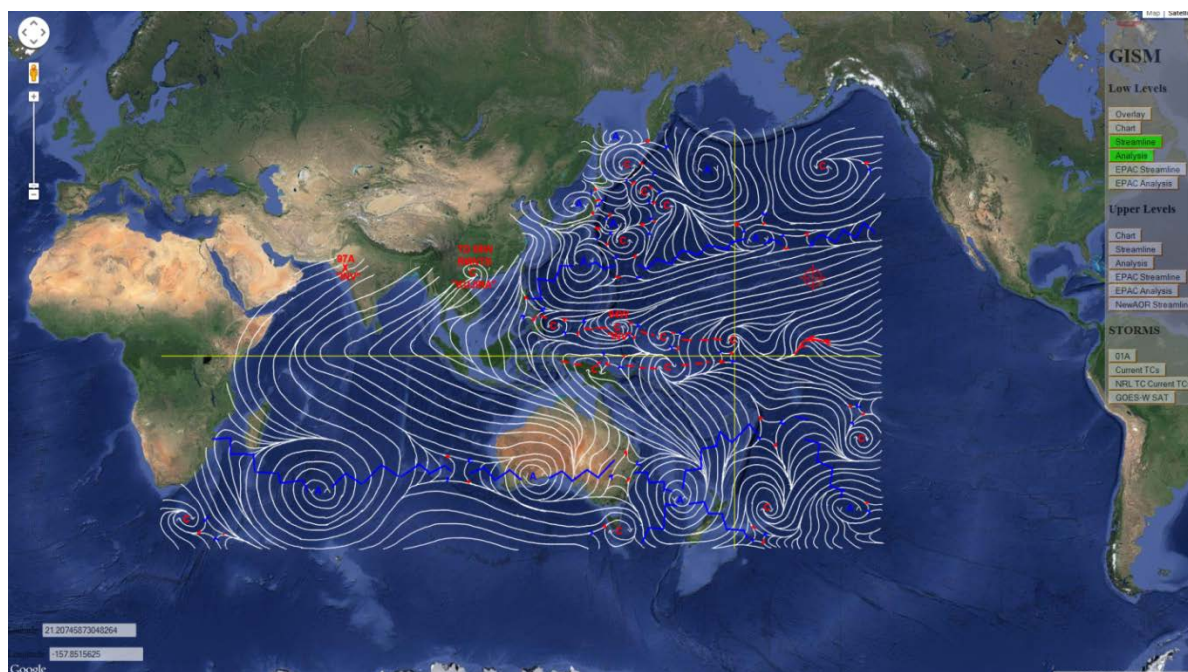 Map
GISM
Low Levels
Overlay
Chart
Streamline
Analysis
EPAC Streamline
EPAC Analysis
Upper Levels
Chart
Streamline
Analysis
EPAC Streamline
EPAC Analysis
NewAOR Streamlin
STORMS
01A
Current TCs
NRL TC Current TC
GOES-W SAT
97A
21.20745873048264
-157.8515625
Google